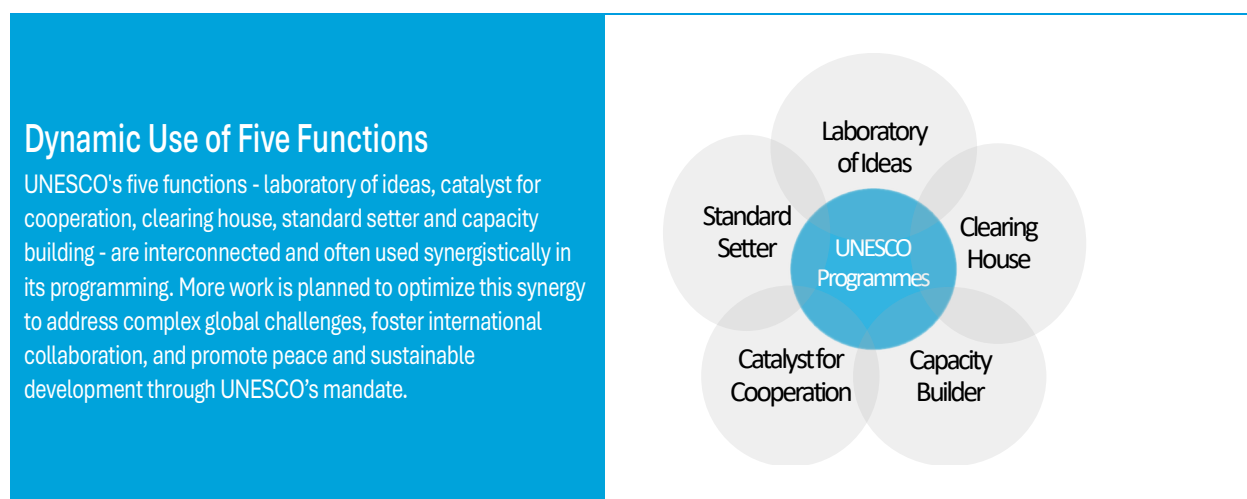 Dynamic Use of Five Functions
UNESCO's five functions - laboratory of ideas, catalyst for
cooperation, clearing house, standard setter and capacity
building - are interconnected and often used synergistically in
its programming. More work is planned to optimize this synergy
to address complex global challenges, foster international
collaboration, and promote peace and sustainable
development through UNESCO’s mandate.
Laboratory
of Ideas
Standard
Setter
UNESCO
Programmes
Clearing
House
Catalyst for
Cooperation
Capacity
Builder